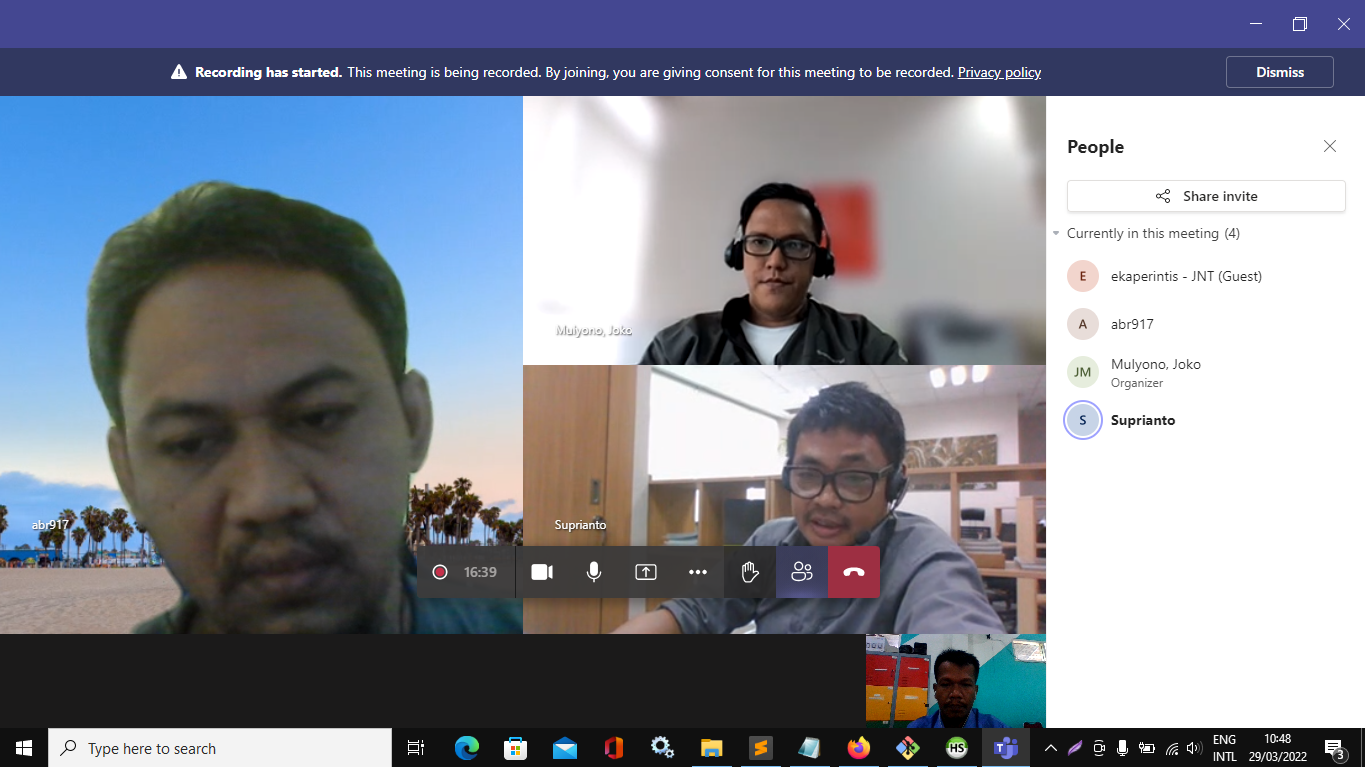 Recording has started. This meeting is being recorded. By joining, you are giving consent for this meeting to be recorded. Privacy policy
Dismiss
People
Share invite
Currently in this meeting (4)
E
ekaperintis - JNT (Guest)
A
abr917
JM
Mulyono, Joko
Organizer
S
Suprianto
Mulyono, Joko
abr917
Suprianto
16:39
Type here to search
HS
T
ENG
INTL
10:48
29/03/2022
3